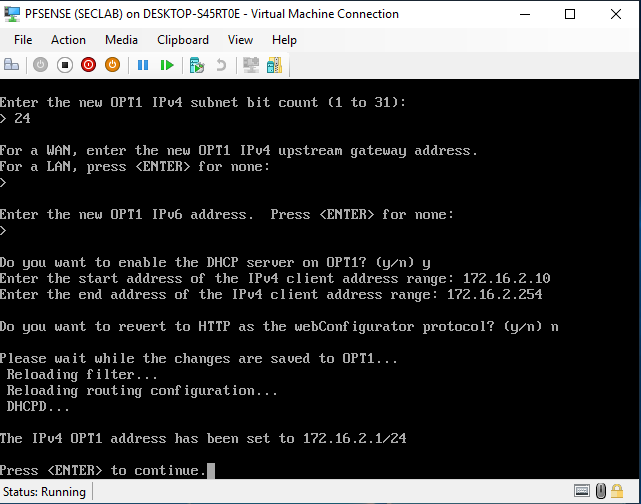 PFSENSE (SECLAB) on DESKTOP-S45RT0E - Virtual Machine Connection
File Action Media Clipboard View Help
Enter the new OPT1 IPv4 subnet bit count (1 to 31):
> 24
For a WAN, enter the new OPT1 IPv4 upstream gateway address.
For a LAN, press <ENTER> for none:
>
Enter the new OPT1 IPv6 address.  Press <ENTER> for none:
>
Do you want to enable the DHCP server on OPT1? (y/n) y
Enter the start address of the IPv4 client address range: 172.16.2.10
Enter the end address of the IPv4 client address range: 172.16.2.254
Do you want to revert to HTTP as the webConfigurator protocol? (y/n) n
Please wait while the changes are saved to OPT1...
 Reloading filter...
 Reloading routing configuration...
 DHCPD...
The IPv4 OPT1 address has been set to 172.16.2.1/24
Press <ENTER> to continue.
Status: Running